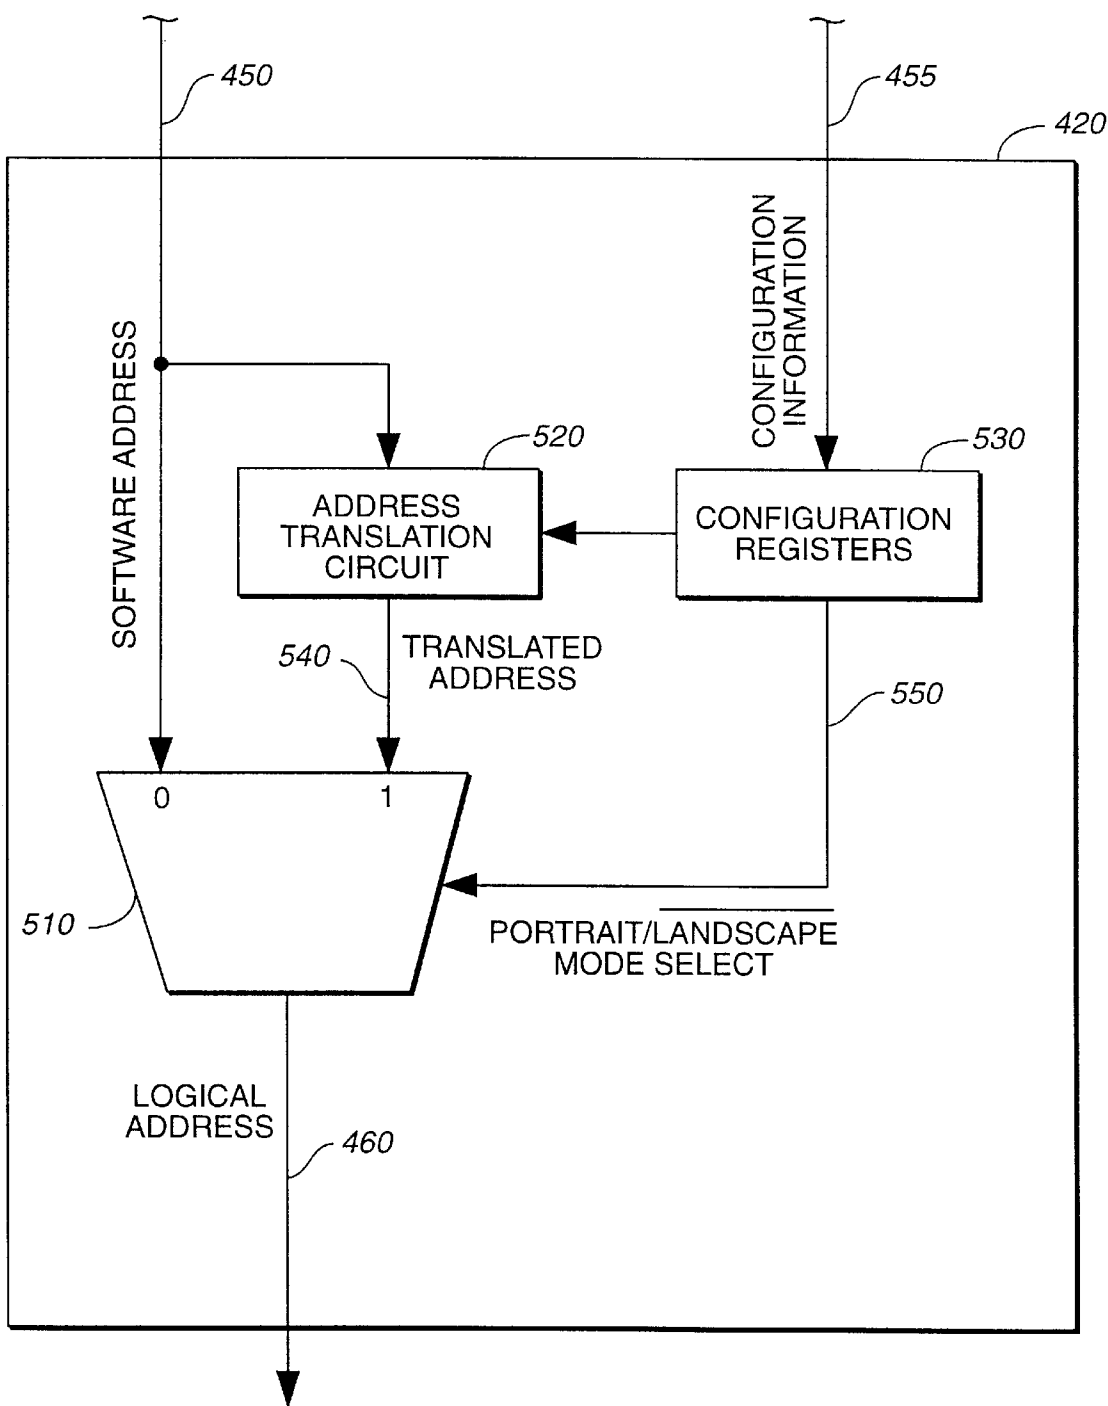 450
455
420
CONFIGURATION
INFORMATION
SOFTWARE ADDRESS
520
530
ADDRESS
TRANSLATION
CIRCUIT
CONFIGURATION
REGISTERS
540
TRANSLATED
ADDRESS
550
0
1
510
PORTRAIT/LANDSCAPE
MODE SELECT
LOGICAL
ADDRESS
460